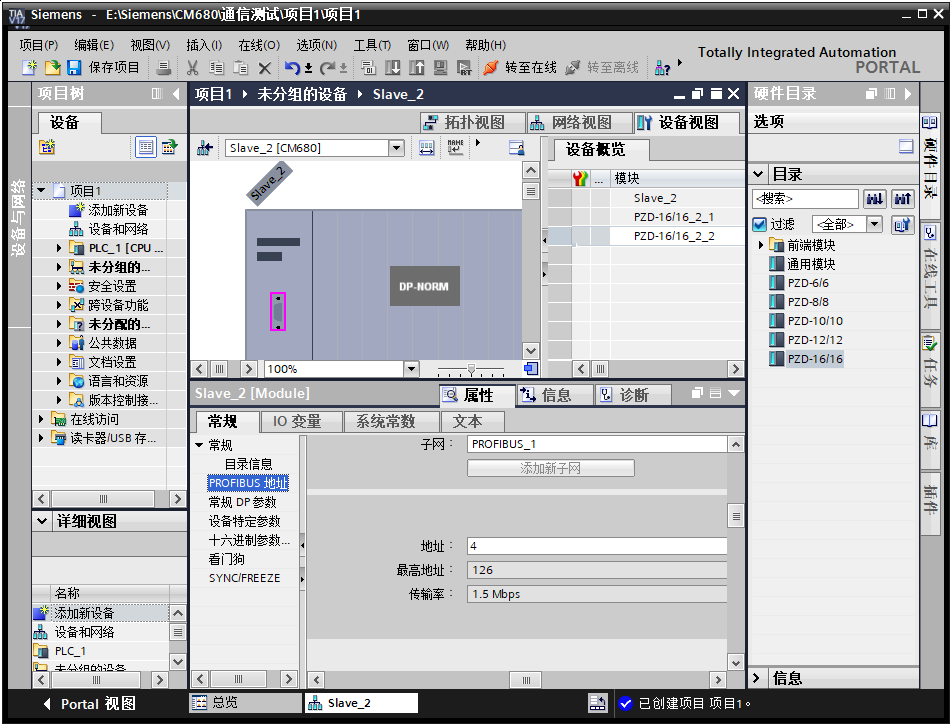 Siemens - E:\Siemens\CM680\通信测试\项目1\项目1
项目(P) 编辑(E) 视图(V) 插入(I) 在线(O) 选项(N) 工具(T) 窗口(W) 帮助(H)
Totally Integrated Automation
PORTAL
保存项目 转至在线 转至离线
项目树
设备
设备与网络
项目1
添加新设备
设备和网络
PLC_1 [CPU ...
未分组的...
安全设置
跨设备功能
未分配的...
公共数据
文档设置
语言和资源
版本控制接...
在线访问
读卡器/USB 存...
详细视图
名称
添加新设备
设备和网络
PLC_1
未分组的设备
项目1 未分组的设备 Slave_2
拓扑视图 网络视图 设备视图
Slave_2 [CM680]
Slave_2
DP-NORM
100%
设备概览
... 模块
Slave_2
PZD-16/16_2_1
PZD-16/16_2_2
Slave_2 [Module]
属性 信息 诊断
常规 IO 变量 系统常数 文本
常规
目录信息
PROFIBUS 地址
常规 DP 参数
设备特定参数
十六进制参数...
看门狗
SYNC/FREEZE
子网： PROFIBUS_1
添加新子网
地址： 4
最高地址： 126
传输率： 1.5 Mbps
硬件目录
选项
目录
<搜索>
过滤 <全部>
前端模块
通用模块
PZD-6/6
PZD-8/8
PZD-10/10
PZD-12/12
PZD-16/16
信息
硬件目录
在线工具
任务
库
插件
Portal 视图 总览 Slave_2 已创建项目 项目1。